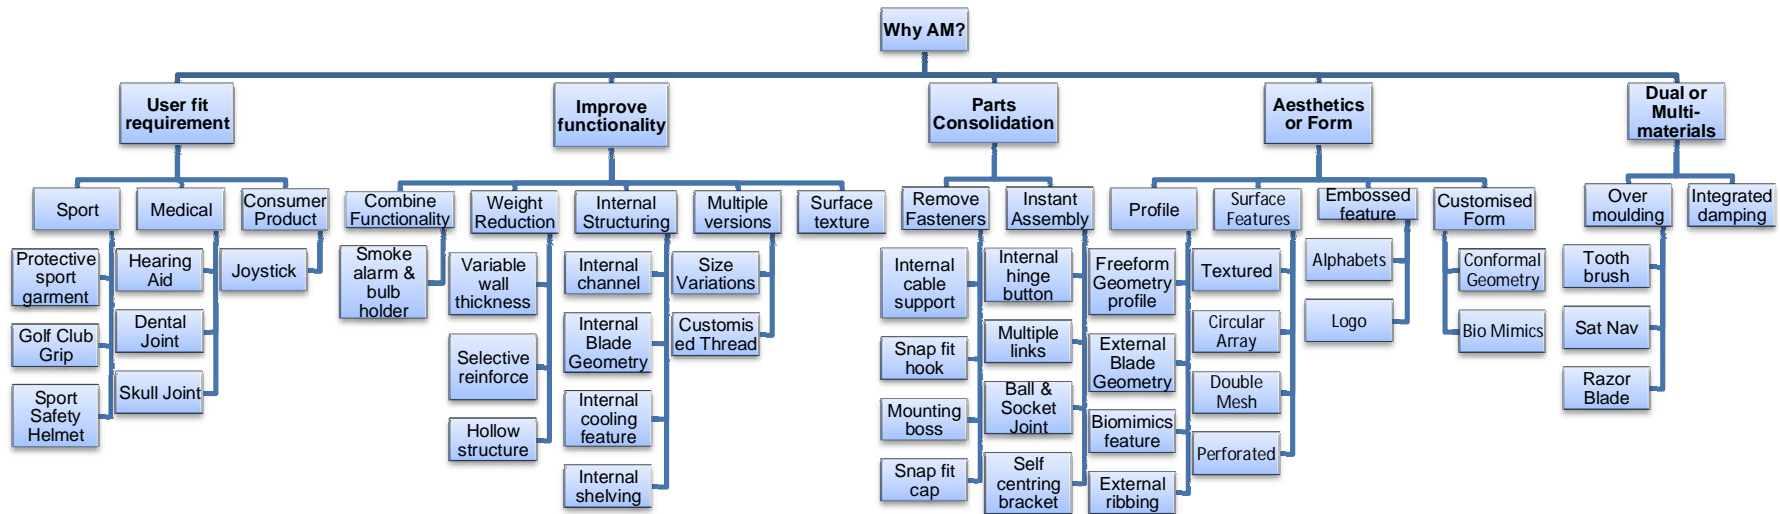 Why AM?
User fit
requirement
Improve
functionality
Parts
Consolidation
Aesthetics
or Form
Dual or
Multi-
materials
Sport
Medical
Consumer
Product
Combine
Functionality
Weight
Reduction
Internal
Structuring
Multiple
versions
Surface
texture
Remove
Fasteners
Instant
Assembly
Profile
Surface
Features
Embossed
feature
Customised
Form
Over
moulding
Integrated
damping
Protective
sport
garment
Golf Club
Grip
Sport
Safety
Helmet
Hearing
Aid
Dental
Joint
Skull Joint
Joystick
Smoke
alarm &
bulb
holder
Variable
wall
thickness
Selective
reinforce
Hollow
structure
Internal
channel
Internal
Blade
Geometry
Internal
cooling
feature
Internal
shelving
Size
Variations
Customis
ed Thread
Internal
cable
support
Snap fit
hook
Mounting
boss
Snap fit
cap
Internal
hinge
button
Multiple
links
Ball &
Socket
Joint
Self
centring
bracket
Freeform
Geometry
profile
External
Blade
Geometry
Biomimics
feature
External
ribbing
Textured
Circular
Array
Double
Mesh
Perforated
Alphabets
Logo
Conformal
Geometry
Bio Mimics
Tooth
brush
Sat Nav
Razor
Blade